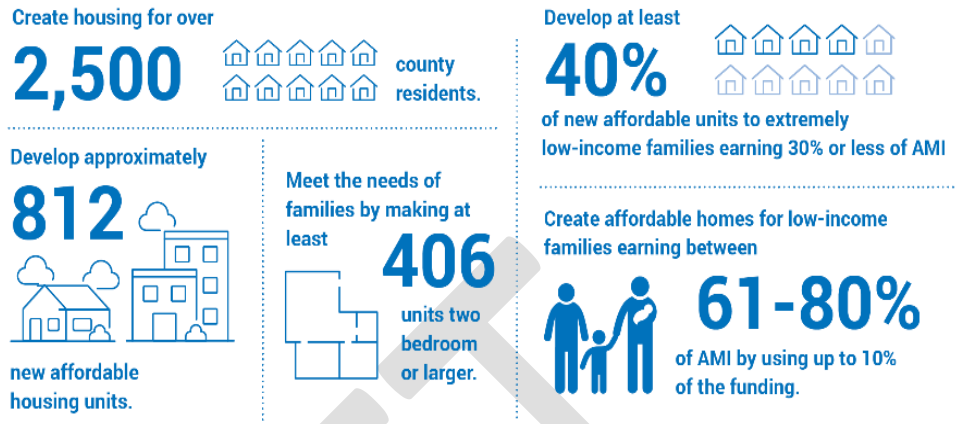 Create housing for over
2,500
county
residents.
Develop approximately
812
new affordable
housing units.
Meet the needs of
families by making at
least
406
units two
bedroom
or larger.
Develop at least
40%
of new affordable units to extremely
low-income families earning 30% or less of AMI
Create affordable homes for low-income
families earning between
61-80%
of AMI by using up to 10%
of the funding.